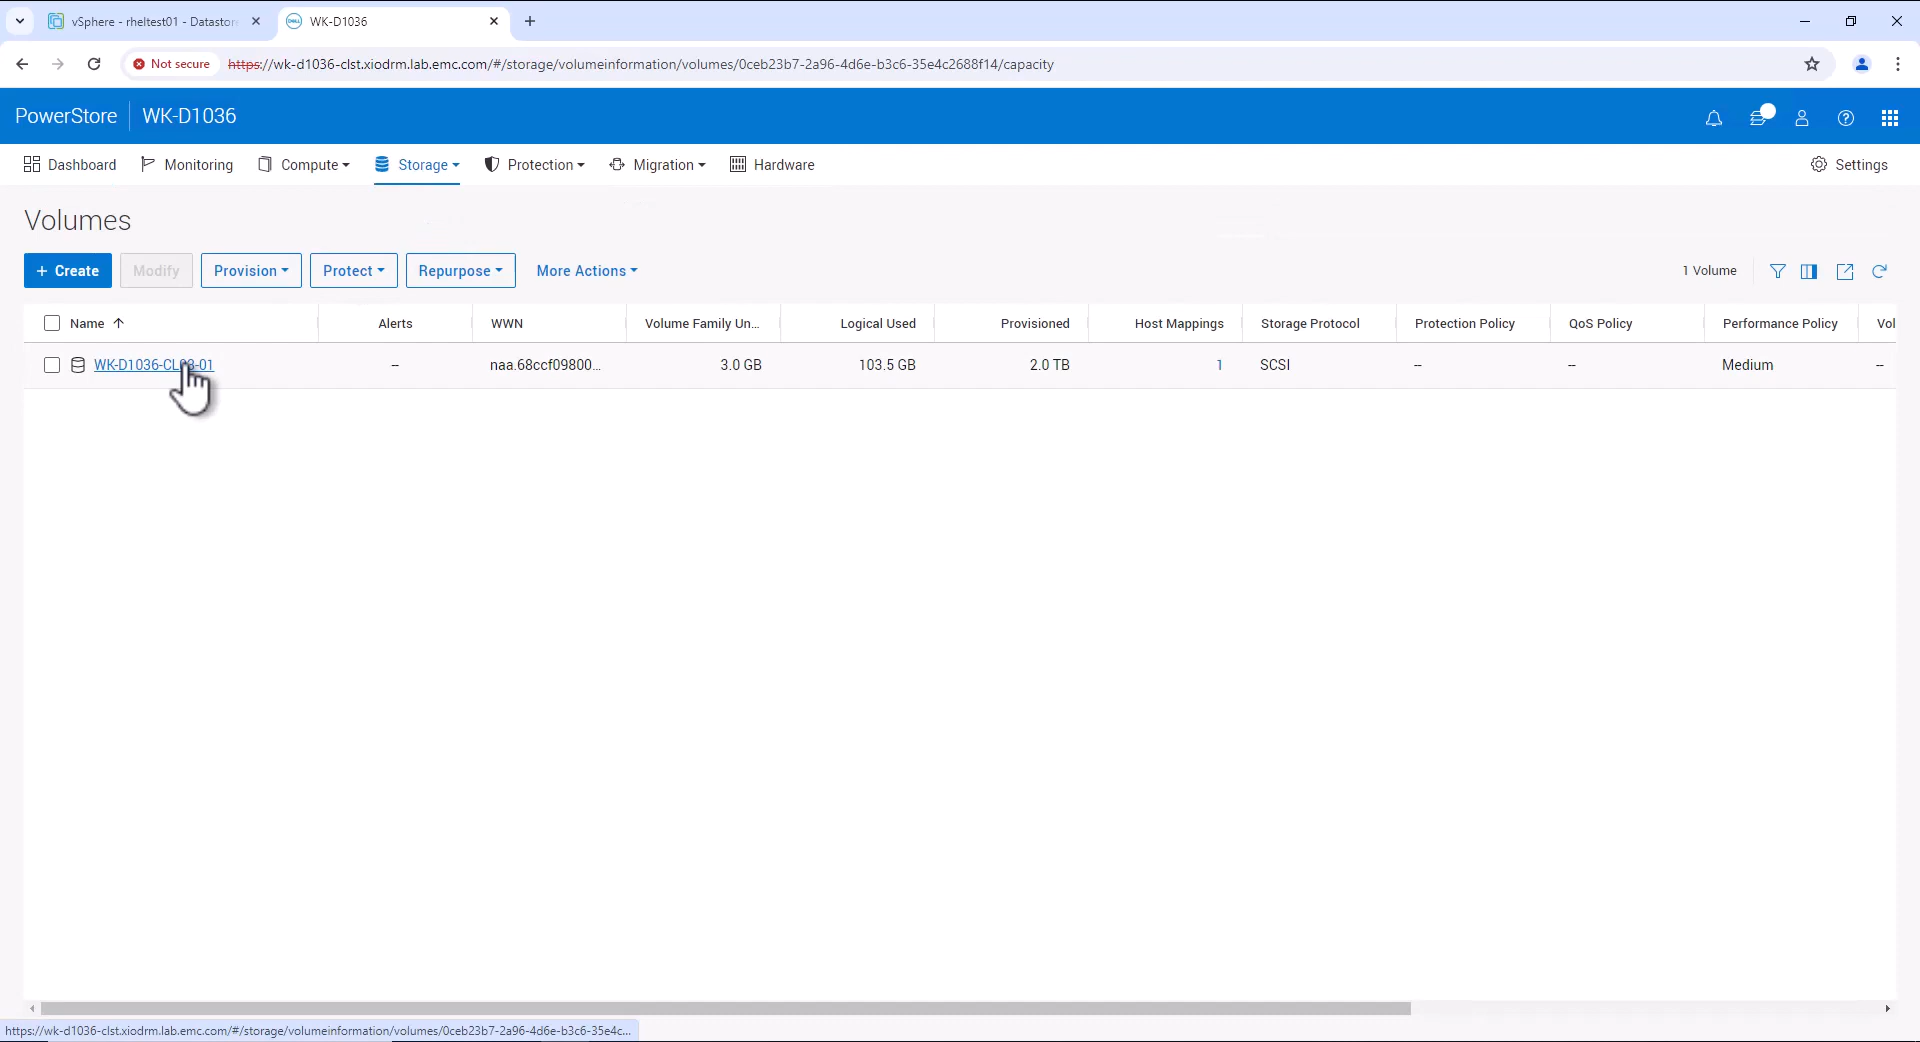 vSphere - rheltest01 - Datastor
WK-D1036
Not secure
https://wk-d1036-clst.xiodrm.lab.emc.com/#/storage/volumeinformation/volumes/0ceb23b7-2a96-4d6e-b3c6-35e4c2688f14/capacity
PowerStore WK-D1036
Dashboard Monitoring Compute Storage Protection Migration Hardware Settings
Volumes
+ Create Modify Provision Protect Repurpose More Actions 1 Volume
Name Alerts WWN Volume Family Un... Logical Used Provisioned Host Mappings Storage Protocol Protection Policy QoS Policy Performance Policy Vol
WK-D1036-CL03-01 -- naa.68ccf09800... 3.0 GB 103.5 GB 2.0 TB 1 SCSI -- -- Medium --
https://wk-d1036-clst.xiodrm.lab.emc.com/#/storage/volumeinformation/volumes/0ceb23b7-2a96-4d6e-b3c6-35e4c...